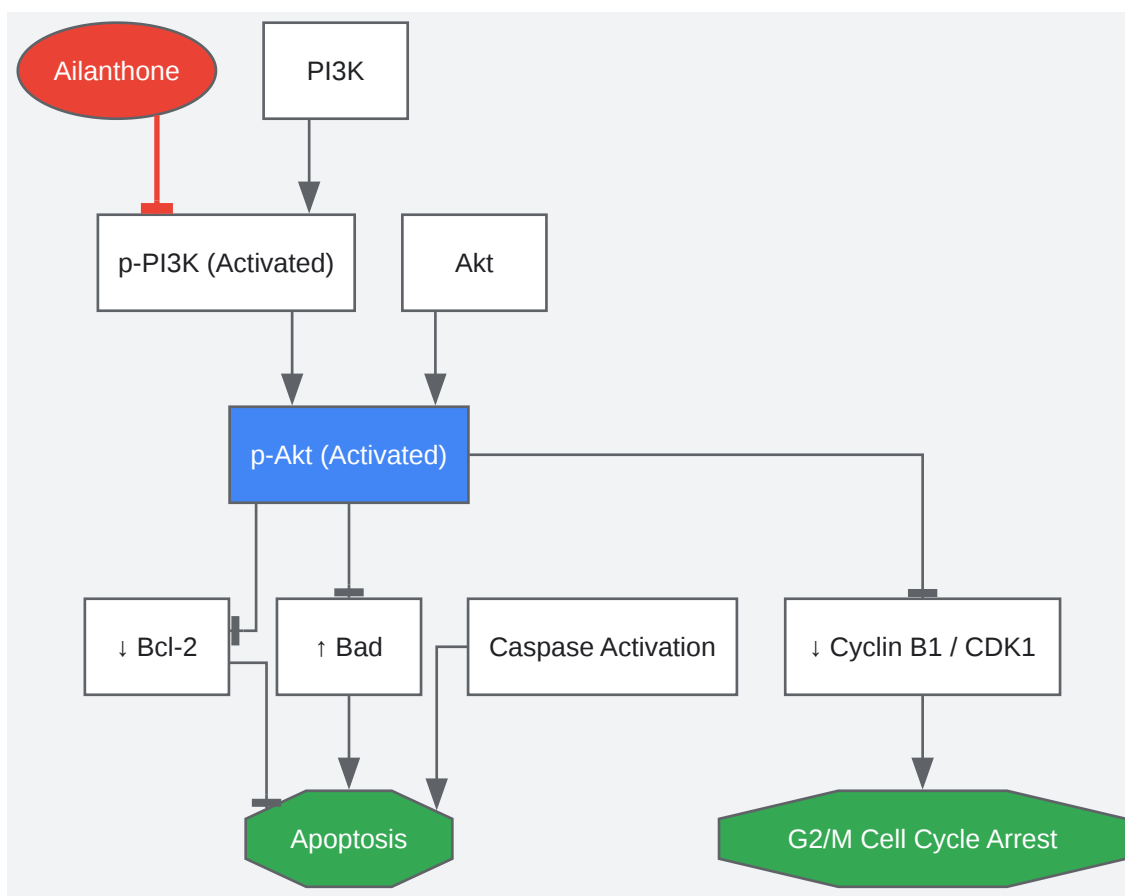 Ailanthone
PI3K
p-PI3K (Activated)
Akt
p-Akt (Activated)
↓ Bcl-2
↑ Bad
Caspase Activation
↓ Cyclin B1 / CDK1
Apoptosis
G2/M Cell Cycle Arrest